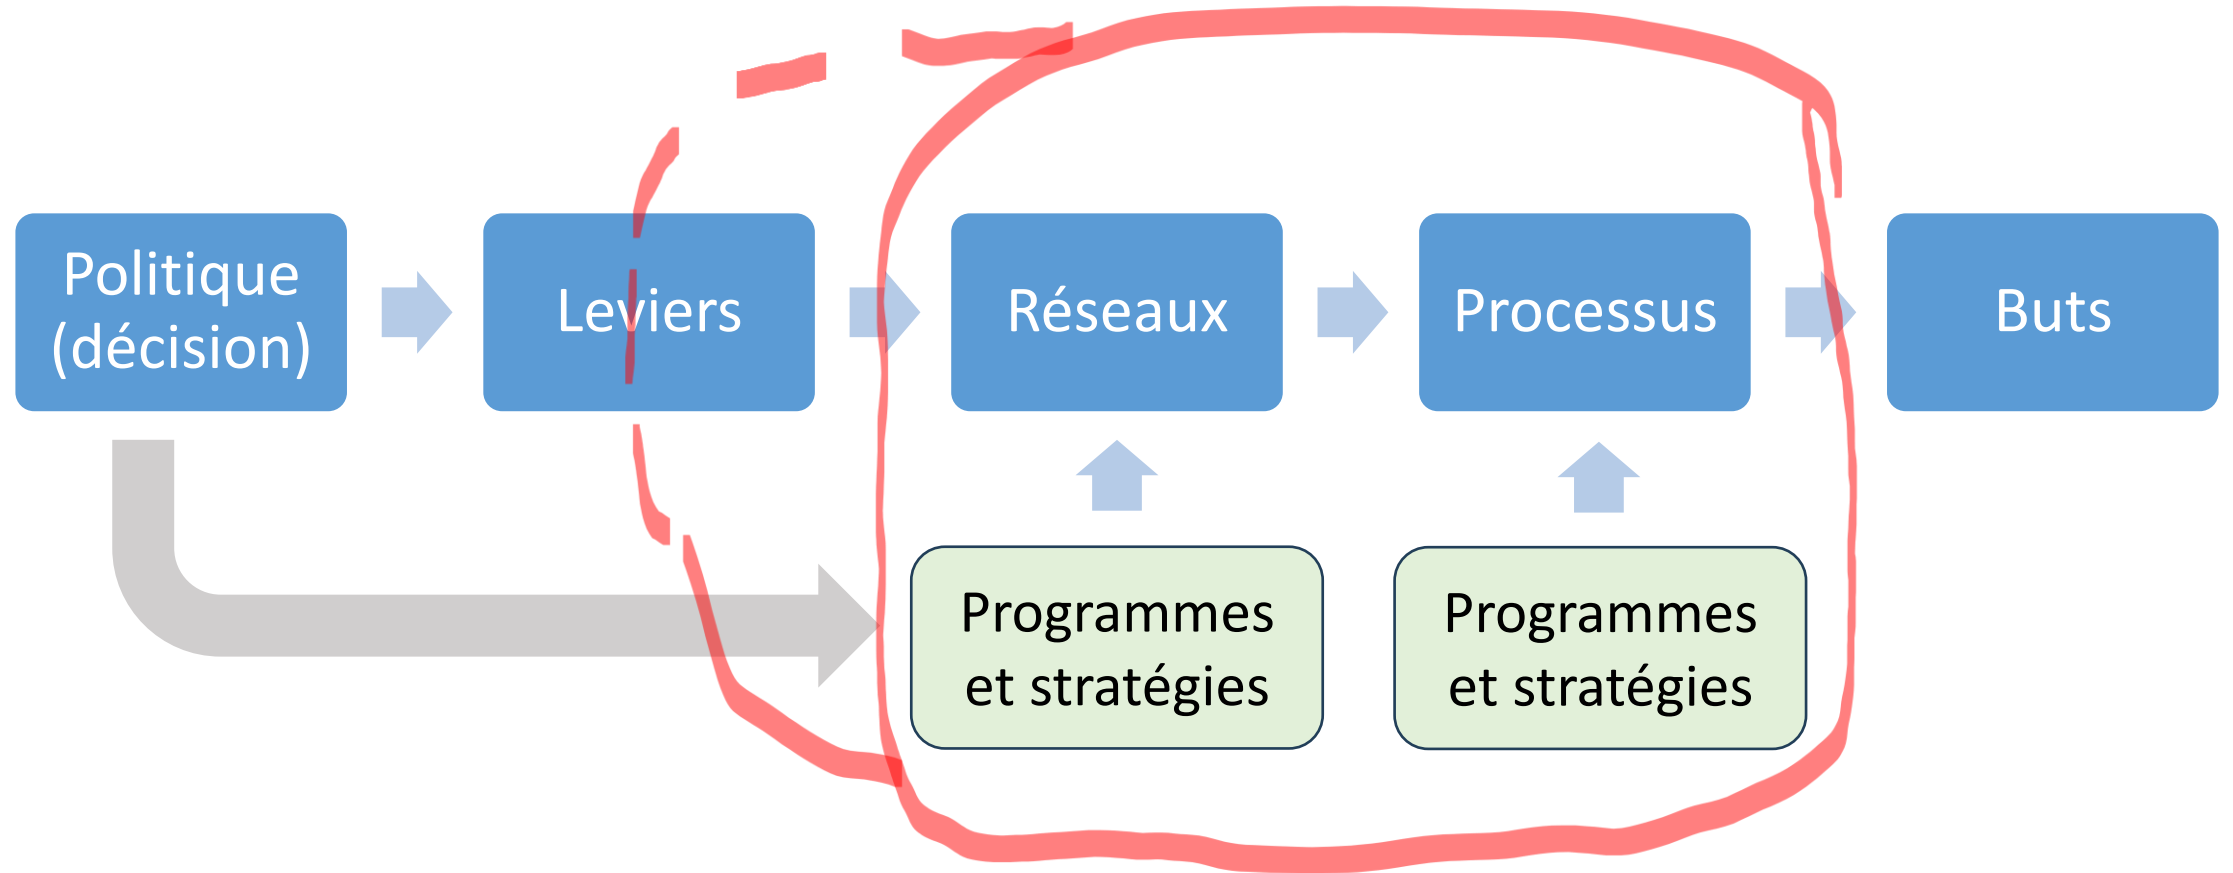 Politique
(décision)
Leviers
Réseaux
Processus
Buts
Programmes
et stratégies
Programmes
et stratégies